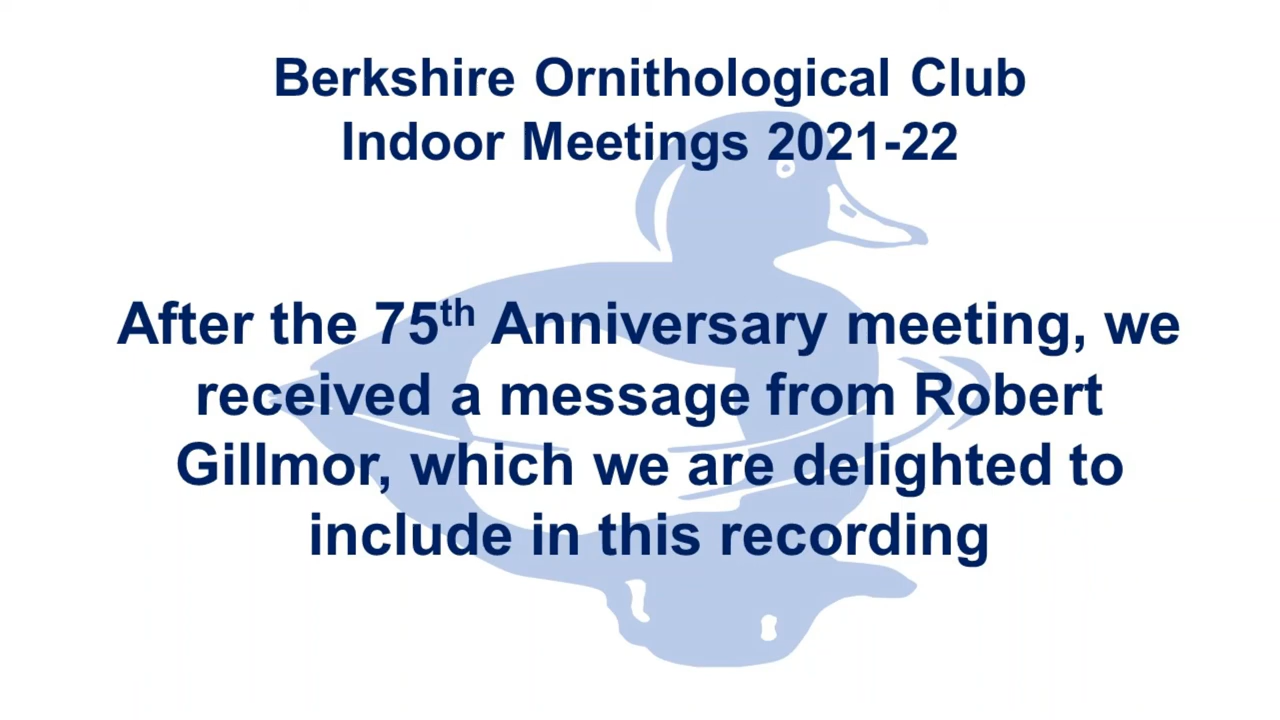 Berkshire Ornithological Club
Indoor Meetings 2021-22
After the 75th Anniversary meeting, we
received a message from Robert
Gillmor, which we are delighted to
include in this recording